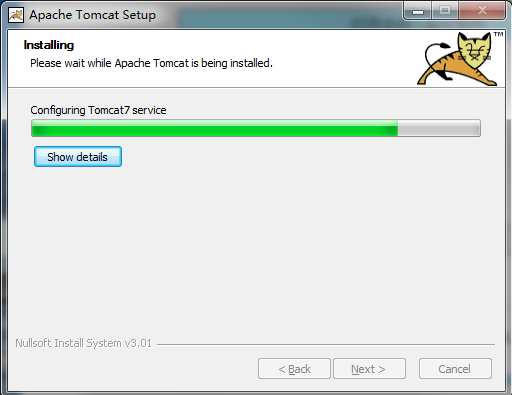 Apache Tomcat Setup
Installing
Please wait while Apache Tomcat is being installed.
TM
Configuring Tomcat7 service
Show details
Nullsoft Install System v3.01
< Back
Next >
Cancel